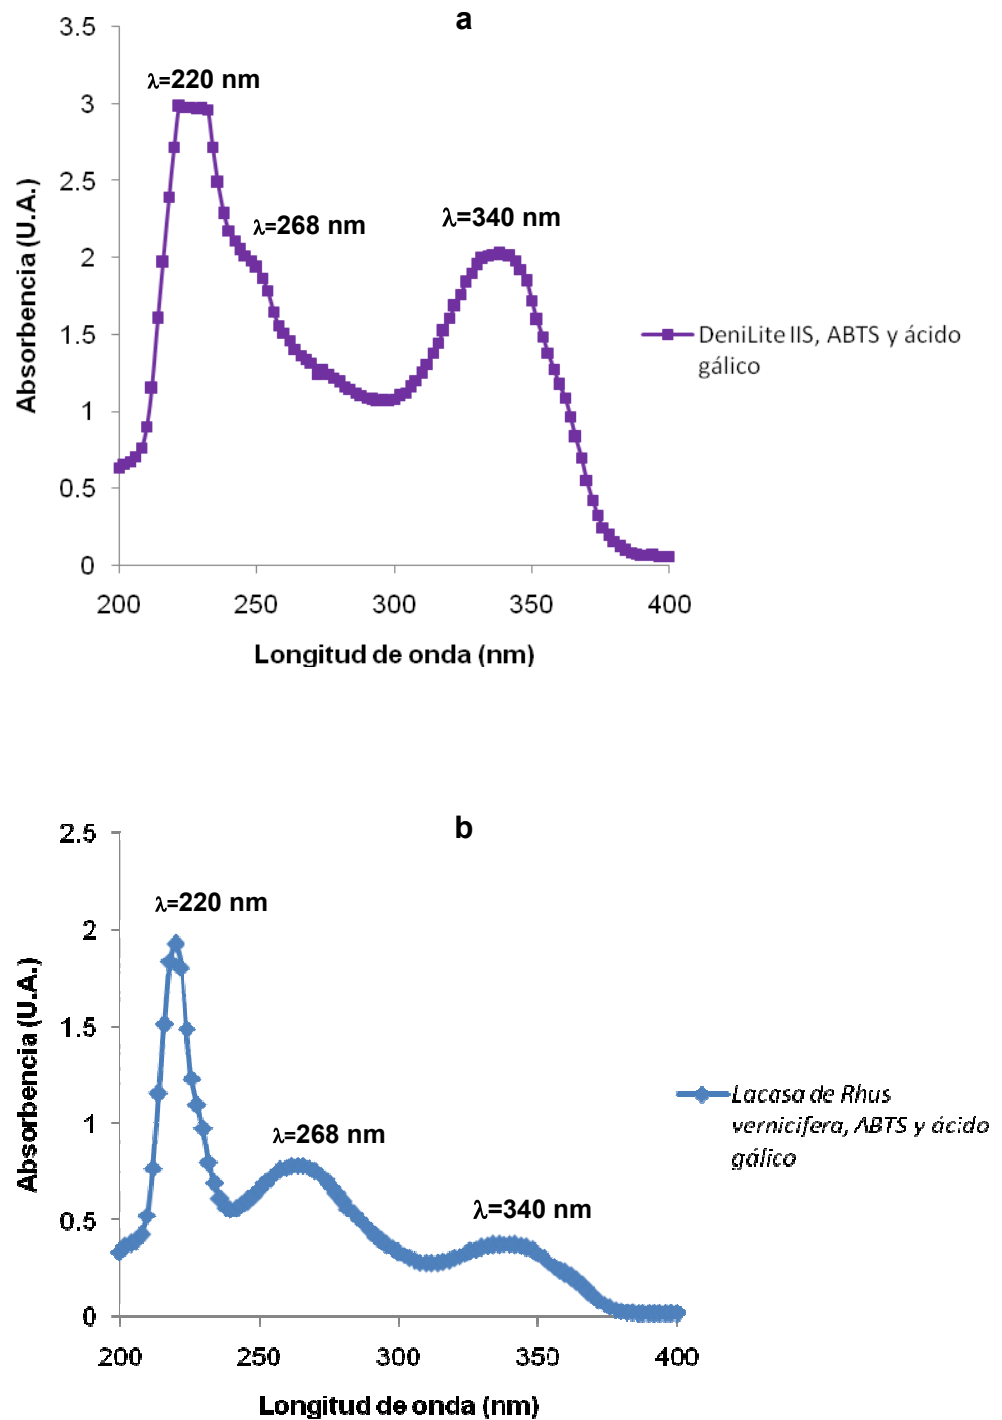 a
3.5
λ=220 nm
3
2.5
λ=268 nm
λ=340 nm
2
Absorbencia (U.A.)
DeniLite IIS, ABTS y ácido
gálico
1.5
1
0.5
0
200
250
300
350
400
Longitud de onda (nm)
b
2.5
λ=220 nm
2
Absorbencia (U.A.)
1.5
Lacasa de Rhus
vernicifera, ABTS y ácido
gálico
1
λ=268 nm
λ=340 nm
0.5
0
200
250
300
350
400
Longitud de onda (nm)